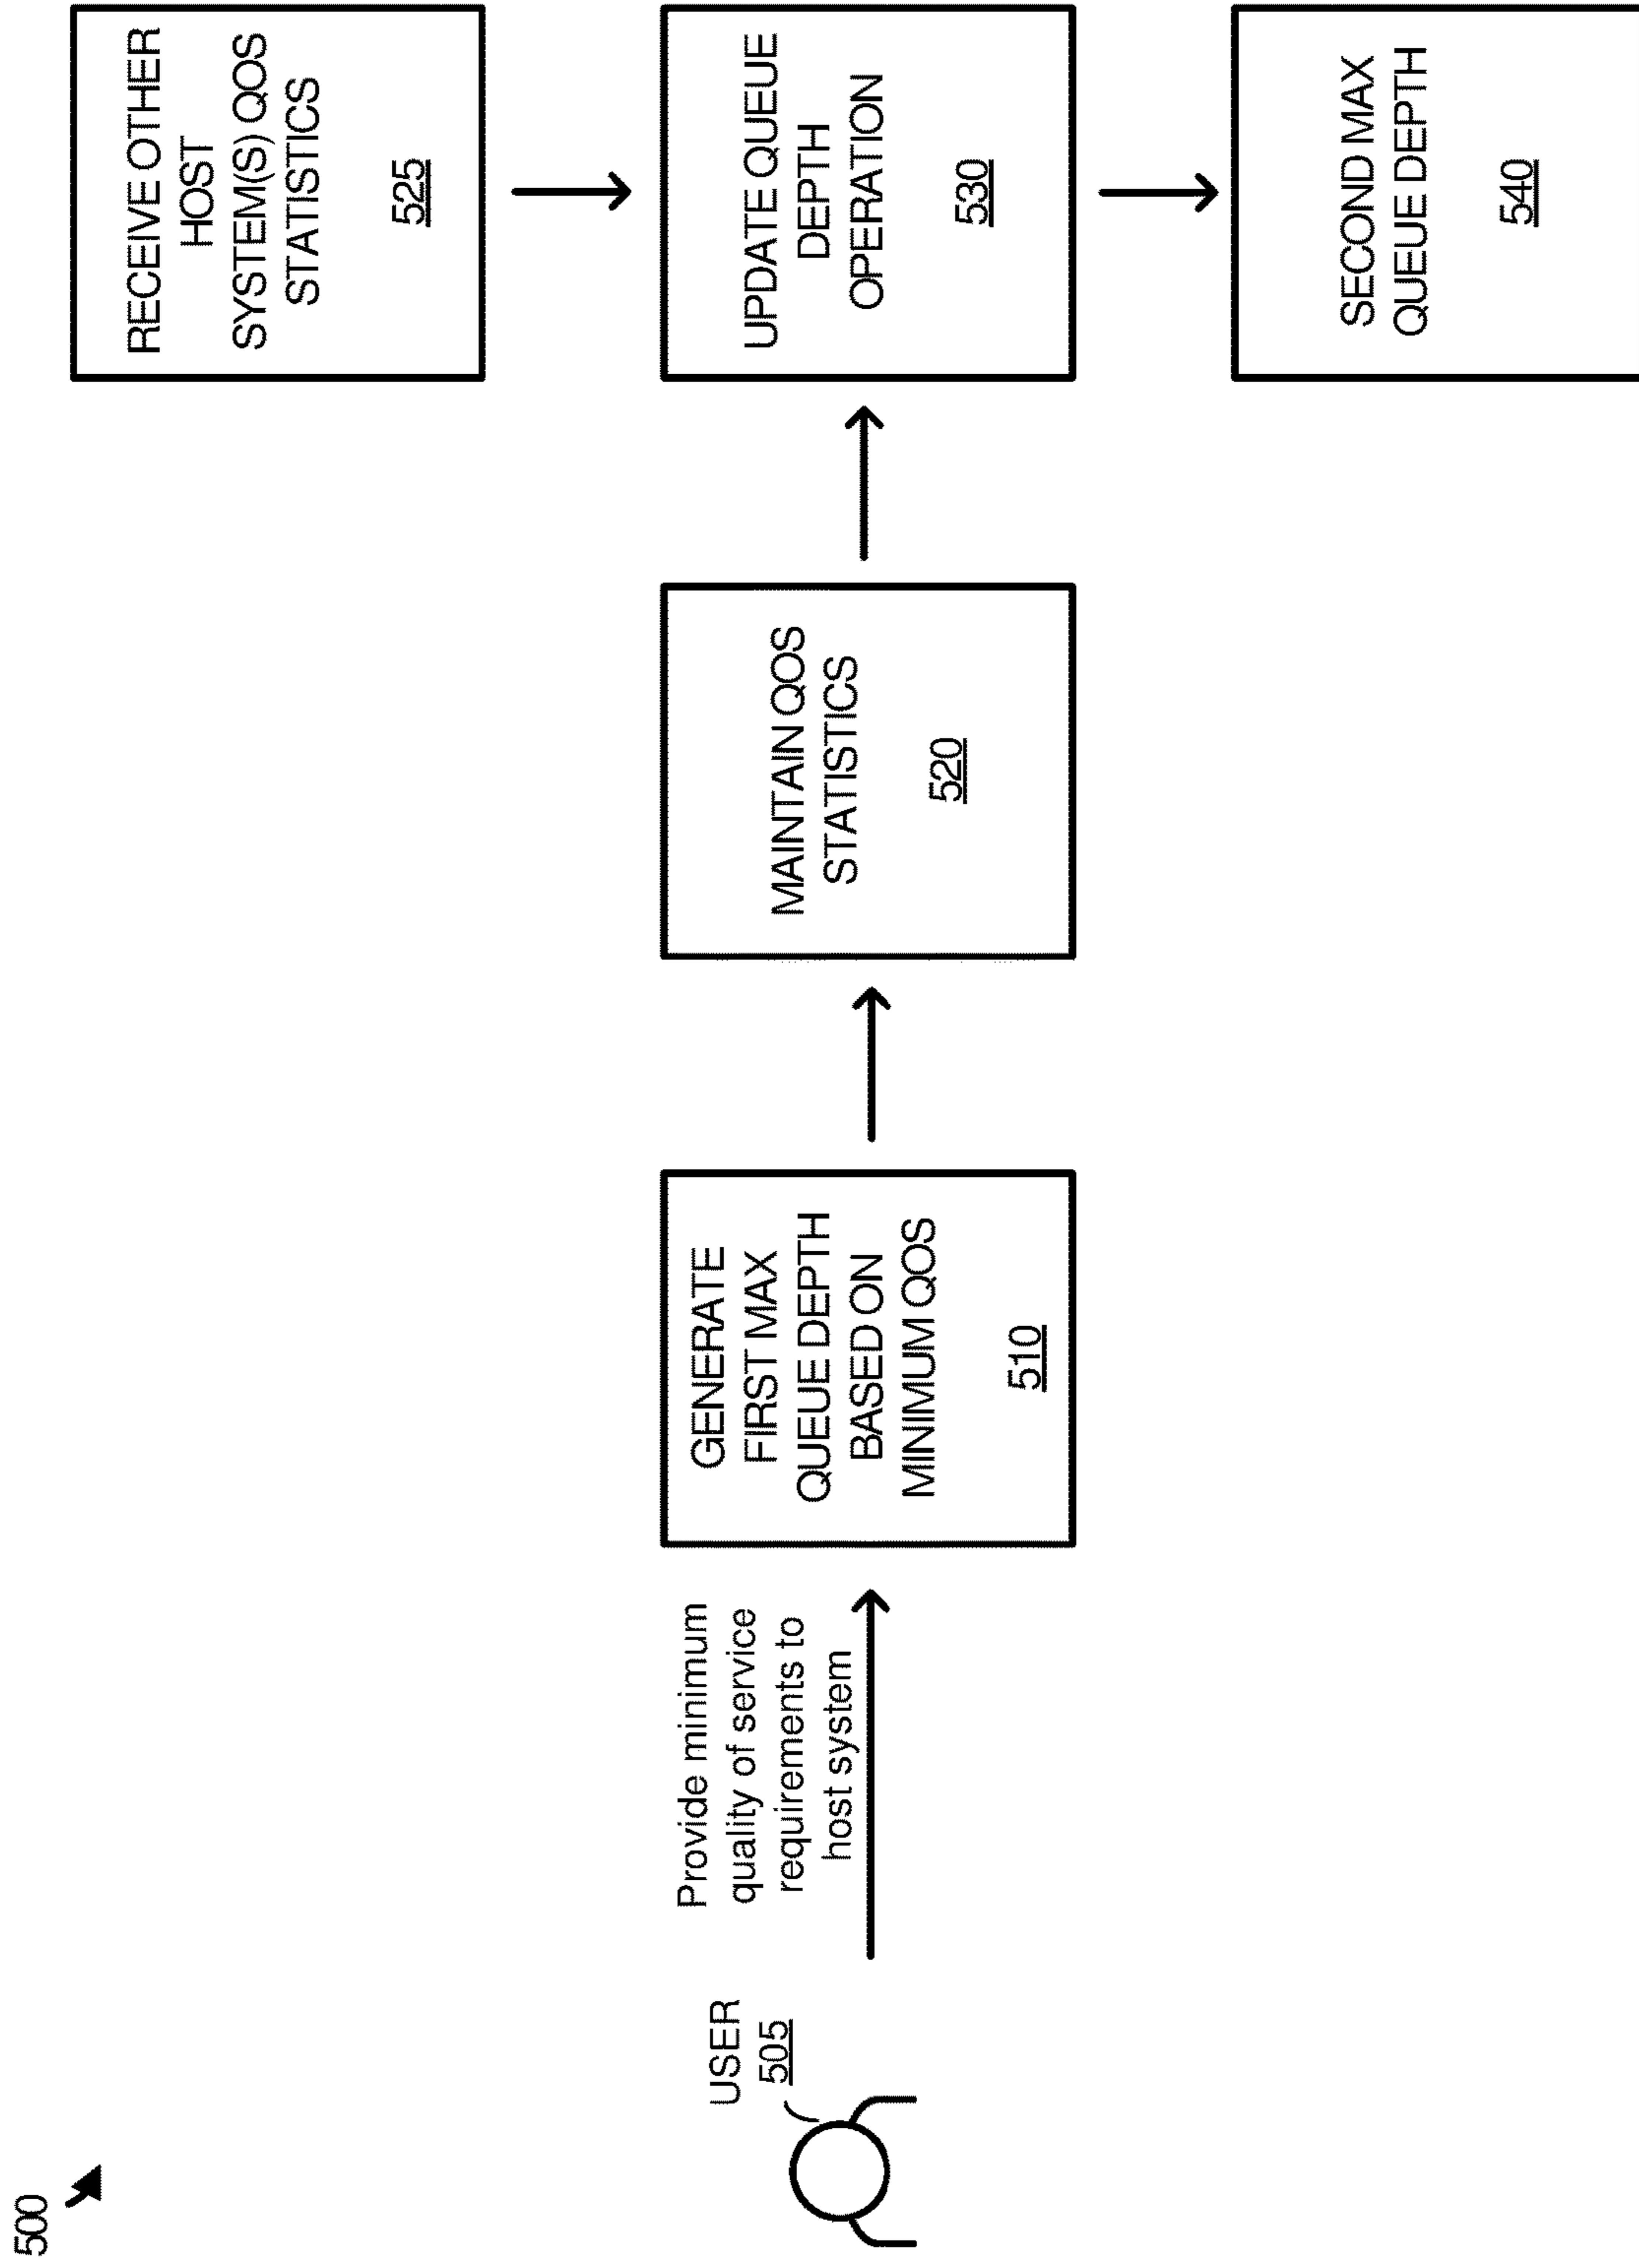 500
USER
505
Provide minimum
quality of service
requirements to
host system
GENERATE
FIRST MAX
QUEUE DEPTH
BASED ON
MINIMUM QOS
510
MAINTAIN QOS
STATISTICS
520
RECEIVE OTHER
HOST
SYSTEM(S) QOS
STATISTICS
525
UPDATE QUEUE
DEPTH
OPERATION
530
SECOND MAX
QUEUE DEPTH
540